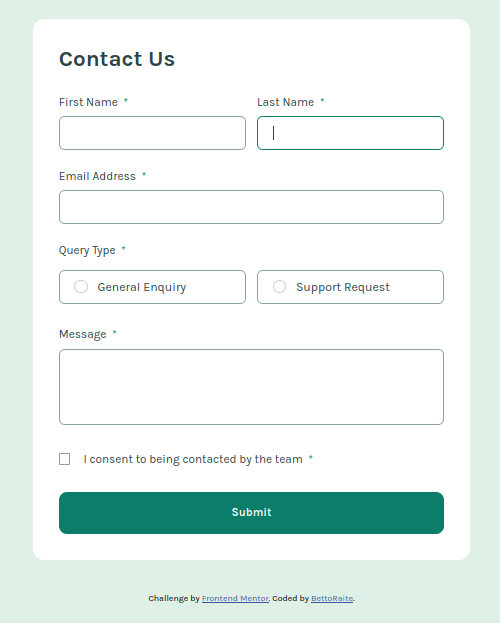 Contact Us
First Name *
Last Name *
Email Address *
Query Type *
General Enquiry
Support Request
Message *
I consent to being contacted by the team *
Submit
Challenge by Frontend Mentor. Coded by BettoRaite.